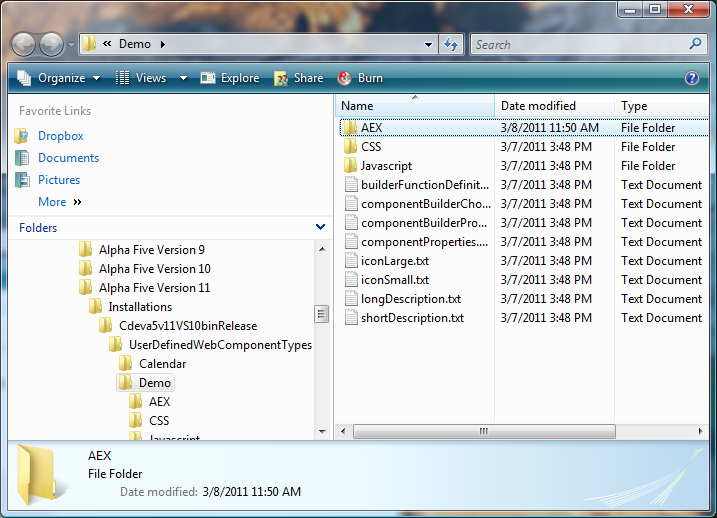 « Demo
Search
Organize Views Explore Share Burn ?
Favorite Links
Dropbox
Documents
Pictures
More »
Folders
Alpha Five Version 9
Alpha Five Version 10
Alpha Five Version 11
Installations
Cdeva5v11VS10binRelease
UserDefinedWebComponentTypes
Calendar
Demo
AEX
CSS
Javascript
Name Date modified Type
AEX 3/8/2011 11:50 AM File Folder
CSS 3/7/2011 3:48 PM File Folder
Javascript 3/7/2011 3:48 PM File Folder
builderFunctionDefinit... 3/7/2011 3:48 PM Text Document
componentBuilderCho... 3/7/2011 3:48 PM Text Document
componentBuilderPro... 3/7/2011 3:48 PM Text Document
componentProperties.... 3/7/2011 3:48 PM Text Document
iconLarge.txt 3/7/2011 3:48 PM Text Document
iconSmall.txt 3/7/2011 3:48 PM Text Document
longDescription.txt 3/7/2011 3:48 PM Text Document
shortDescription.txt 3/7/2011 3:48 PM Text Document
AEX
File Folder
Date modified: 3/8/2011 11:50 AM